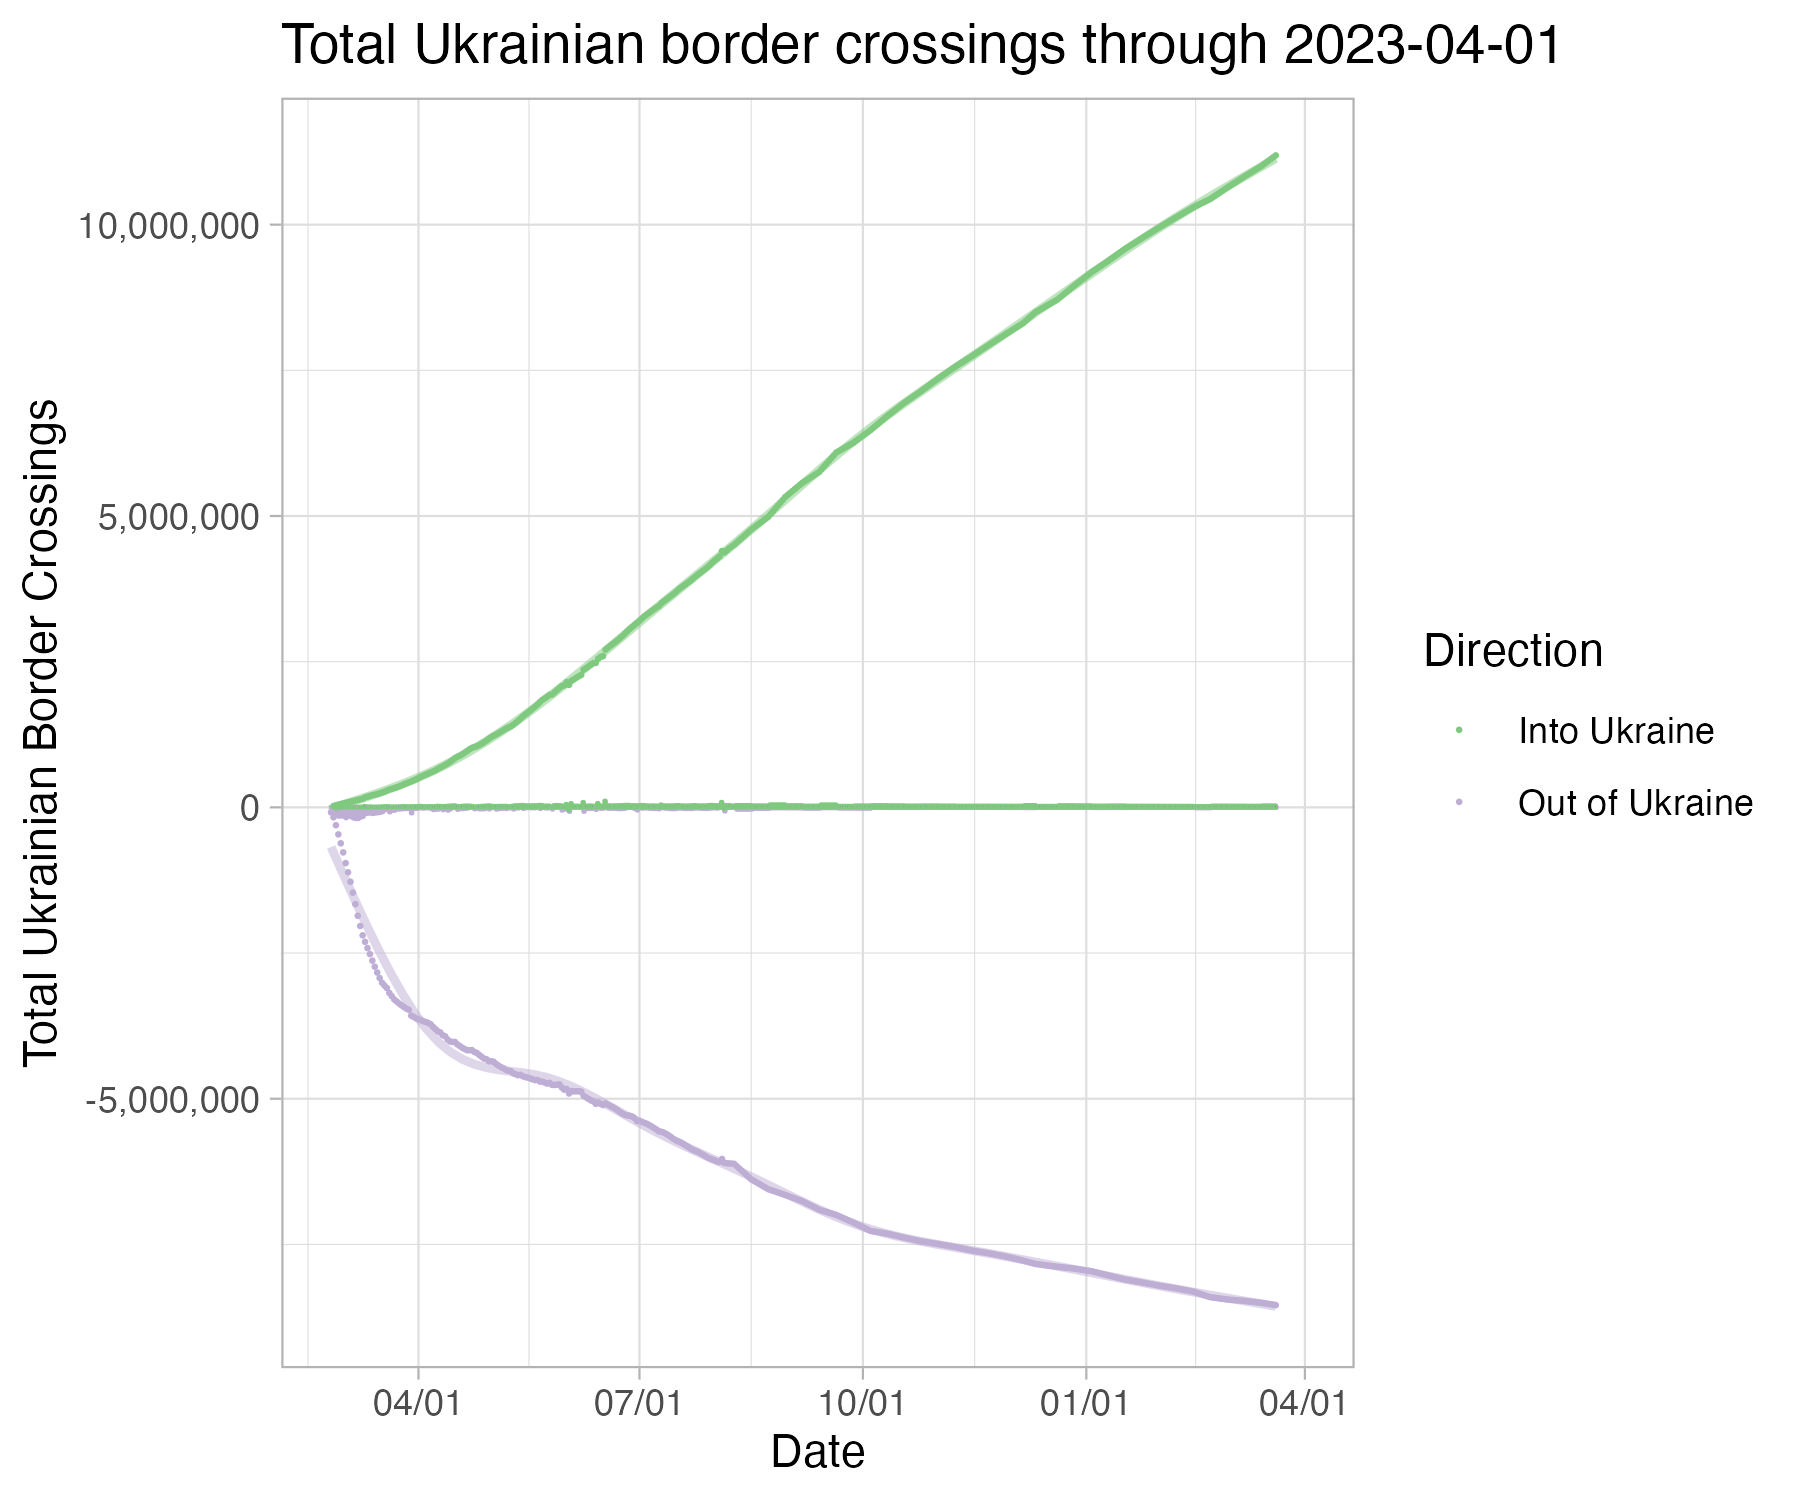 Total Ukrainian border crossings through 2023-04-01
Total Ukrainian Border Crossings
10,000,000
5,000,000
0
-5,000,000
04/01
07/01
10/01
01/01
04/01
Date
Direction
Into Ukraine
Out of Ukraine